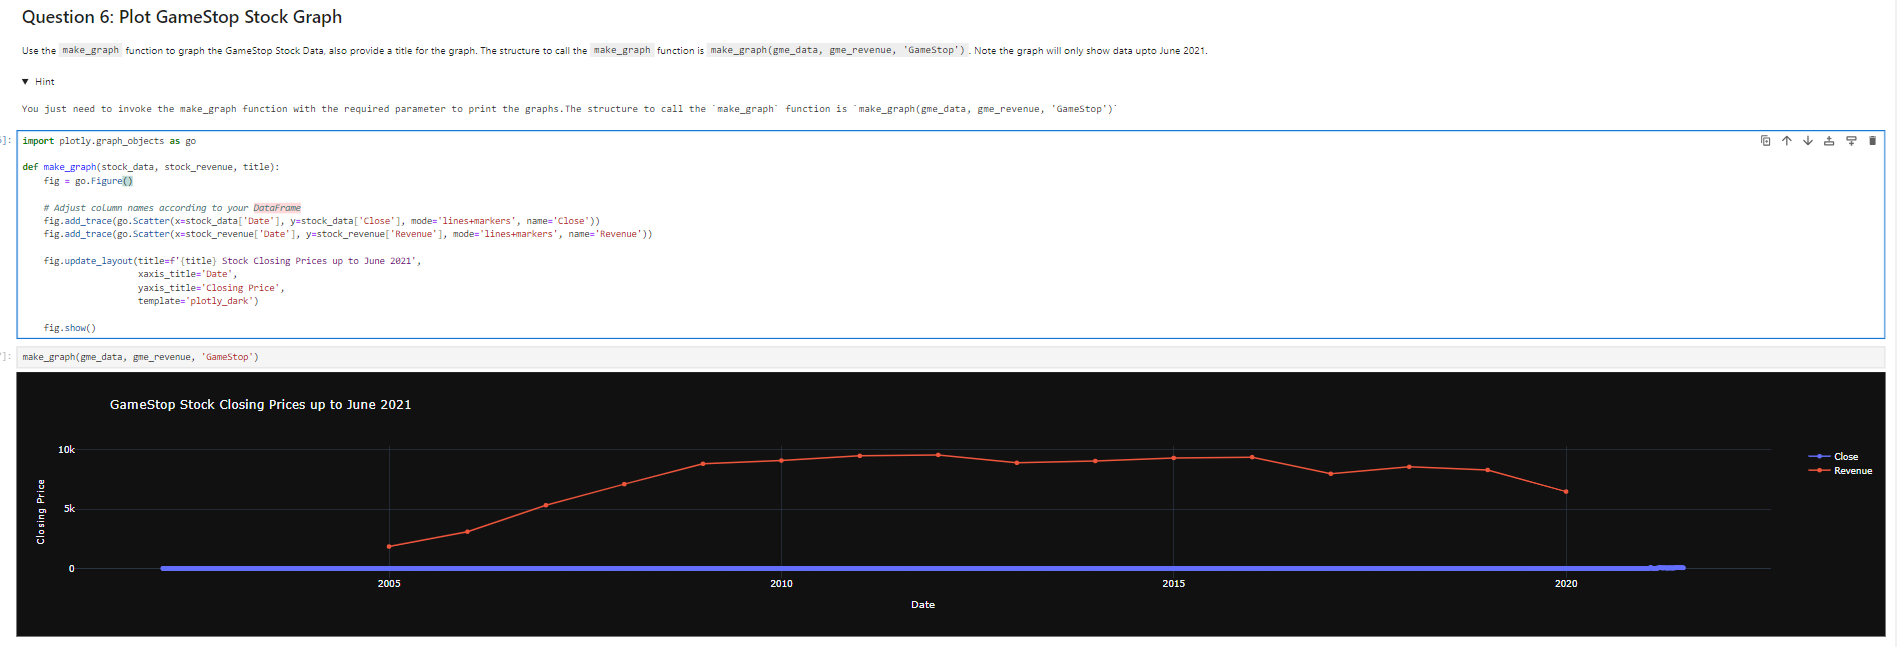 Question 6: Plot GameStop Stock Graph
Use the make_graph function to graph the GameStop Stock Data, also provide a title for the graph. The structure to call the make_graph function is make_graph(gme_data, gme_revenue, 'GameStop') . Note the graph will only show data upto June 2021.
▼ Hint
You just need to invoke the make_graph function with the required parameter to print the graphs.The structure to call the `make_graph` function is `make_graph(gme_data, gme_revenue, 'GameStop')`
]: import plotly.graph_objects as go
def make_graph(stock_data, stock_revenue, title):
fig = go.Figure()
# Adjust column names according to your DataFrame
fig.add_trace(go.Scatter(x=stock_data['Date'], y=stock_data['Close'], mode='lines+markers', name='Close'))
fig.add_trace(go.Scatter(x=stock_revenue['Date'], y=stock_revenue['Revenue'], mode='lines+markers', name='Revenue'))
fig.update_layout(title=f'{title} Stock Closing Prices up to June 2021',
xaxis_title='Date',
yaxis_title='Closing Price',
template='plotly_dark')
fig.show()
]: make_graph(gme_data, gme_revenue, 'GameStop')
GameStop Stock Closing Prices up to June 2021
10k
5k
0
Closing Price
2005 2010 2015 2020
Date
Close
Revenue